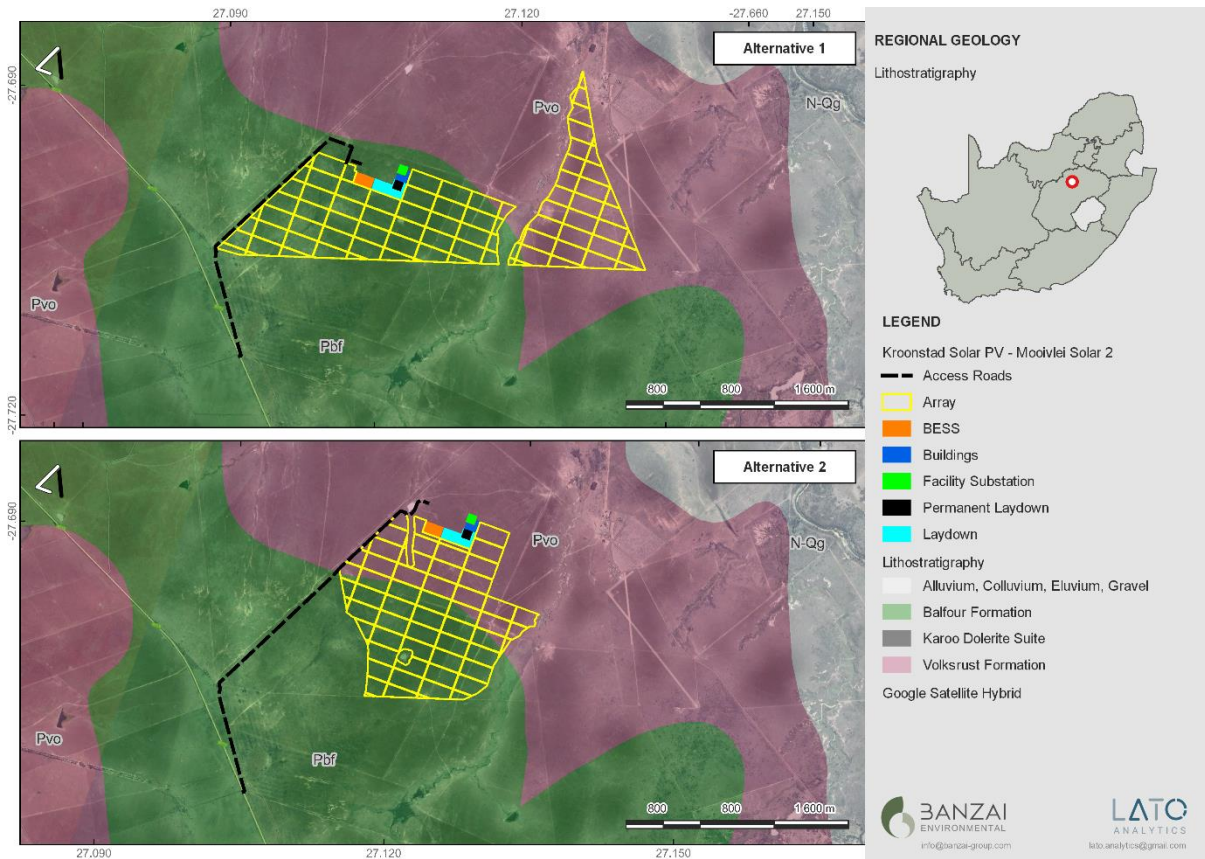 27.090
27.120
-27.660
27.150
Alternative 1
-27.690
Pvo
N-Qg
Pvo
Pbf
800
800
1 600 m
-27.720
Alternative 2
-27.690
Pvo
N-Qg
Pvo
Pbf
800
800
1 600 m
27.090
27.120
27.150
REGIONAL GEOLOGY
Lithostratigraphy
LEGEND
Kroonstad Solar PV - Mooivlei Solar 2
Access Roads
Array
BESS
Buildings
Facility Substation
Permanent Laydown
Laydown
Lithostratigraphy
Alluvium, Colluvium, Eluvium, Gravel
Balfour Formation
Karoo Dolerite Suite
Volksrust Formation
Google Satellite Hybrid
BANZAI
ENVIRONMENTAL
info@banzai-group.com
LATO
ANALYTICS
lato.analytics@gmail.com